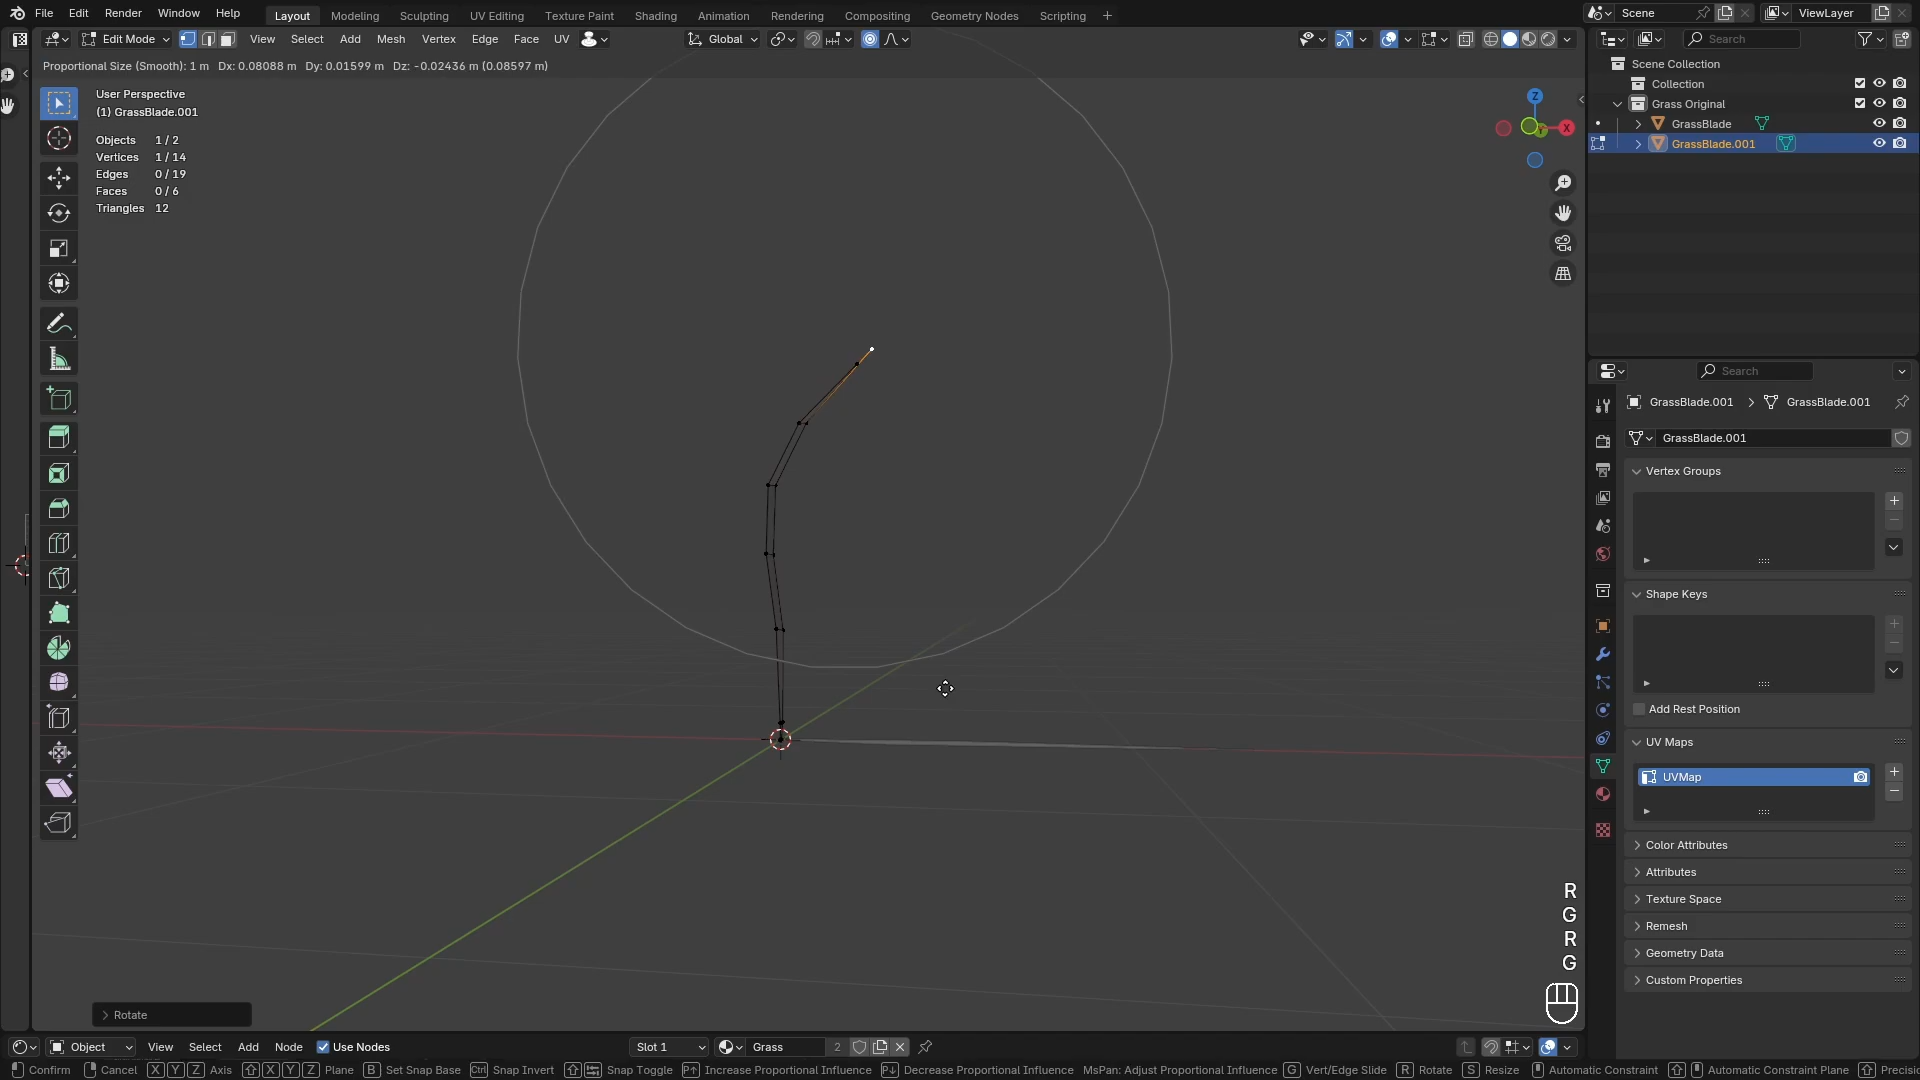 File Edit Render Window Help Layout Modeling Sculpting UV Editing Texture Paint Shading Animation Rendering Compositing Geometry Nodes Scripting + Scene ViewLayer
Edit Mode View Select Add Mesh Vertex Edge Face UV Global Search
Proportional Size (Smooth): 1 m Dx: 0.08088 m Dy: 0.01599 m Dz: -0.02436 m (0.08597 m)
Scene Collection
Collection
Grass Original
GrassBlade
GrassBlade.001
User Perspective
(1) GrassBlade.001
Objects 1 / 2
Vertices 1 / 14
Edges 0 / 19
Faces 0 / 6
Triangles 12
Z
X
Search
GrassBlade.001 > GrassBlade.001
GrassBlade.001
Vertex Groups
Shape Keys
Add Rest Position
UV Maps
UVMap
Color Attributes
Attributes
Texture Space
Remesh
Geometry Data
Custom Properties
R
G
R
G
Rotate
Object View Select Add Node Use Nodes Slot 1 Grass 2
Confirm Cancel X Y Z Axis X Y Z Plane B Set Snap Base Ctrl Snap Invert Snap Toggle P↑ Increase Proportional Influence P↓ Decrease Proportional Influence MsPan: Adjust Proportional Influence G Vert/Edge Slide R Rotate S Resize Automatic Constraint Automatic Constraint Plane Precisio